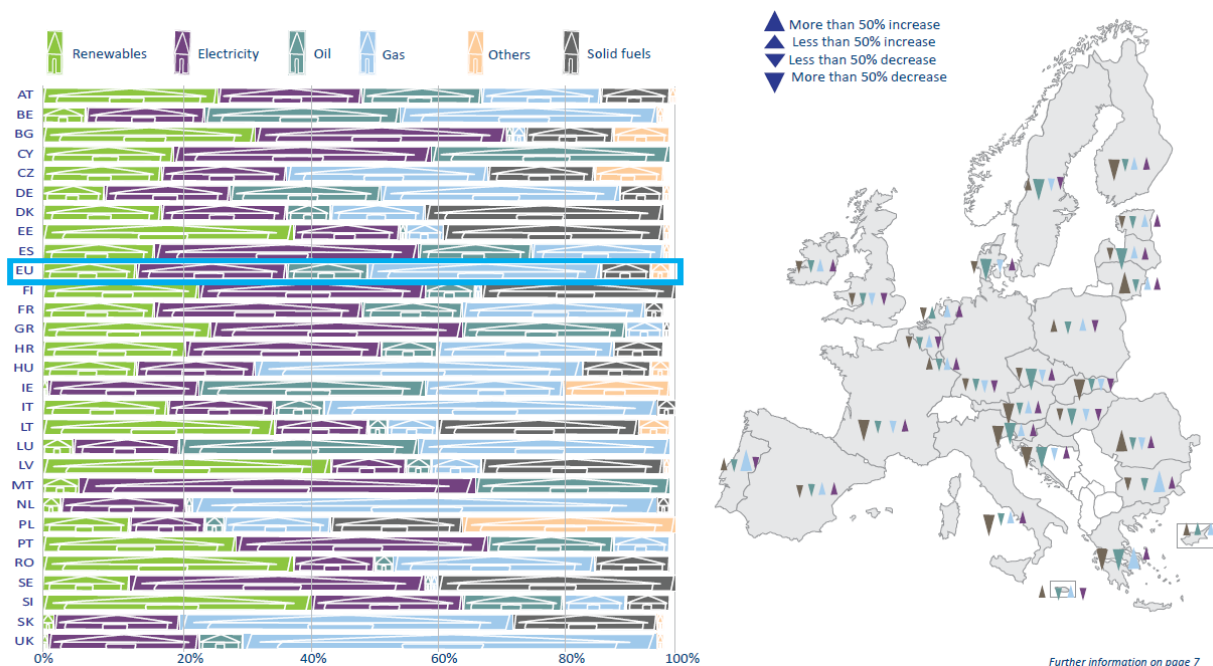 Renewables Electricity Oil Gas Others Solid fuels
More than 50% increase
Less than 50% increase
Less than 50% decrease
More than 50% decrease
AT
BE
BG
CY
CZ
DE
DK
EE
ES
EU
FI
FR
GR
HR
HU
IE
IT
LT
LU
LV
MT
NL
PL
PT
RO
SE
SI
SK
UK
0% 20% 40% 60% 80% 100%
Further information on page 7